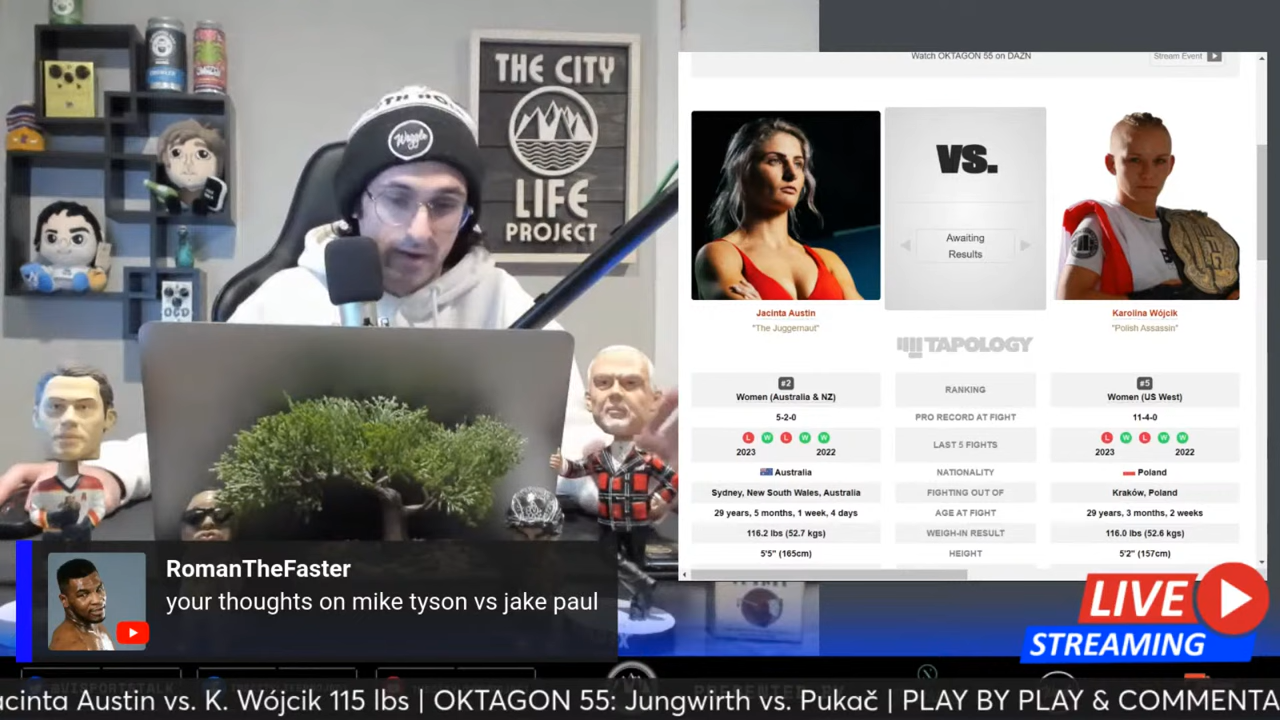 Watch OKTAGON 55 on DAZN
Stream Event
THE CITY
LIFE
PROJECT
Waggle
OCD
VS.
Awaiting
Results
Jacinta Austin
"The Juggernaut"
Karolina Wójcik
"Polish Assassin"
TAPOLOGY
#2
Women (Australia & NZ)
RANKING
#5
Women (US West)
5-2-0
PRO RECORD AT FIGHT
11-4-0
L W L W W
2023 2022
LAST 5 FIGHTS
L W L W W
2023 2022
Australia
NATIONALITY
Poland
Sydney, New South Wales, Australia
FIGHTING OUT OF
Kraków, Poland
29 years, 5 months, 1 week, 4 days
AGE AT FIGHT
29 years, 3 months, 2 weeks
116.2 lbs (52.7 kgs)
WEIGH-IN RESULT
116.0 lbs (52.6 kgs)
5'5" (165cm)
HEIGHT
5'2" (157cm)
RomanTheFaster
your thoughts on mike tyson vs jake paul
LIVE
STREAMING
acinta Austin vs. K. Wójcik 115 lbs | OKTAGON 55: Jungwirth vs. Pukač | PLAY BY PLAY & COMMENTA